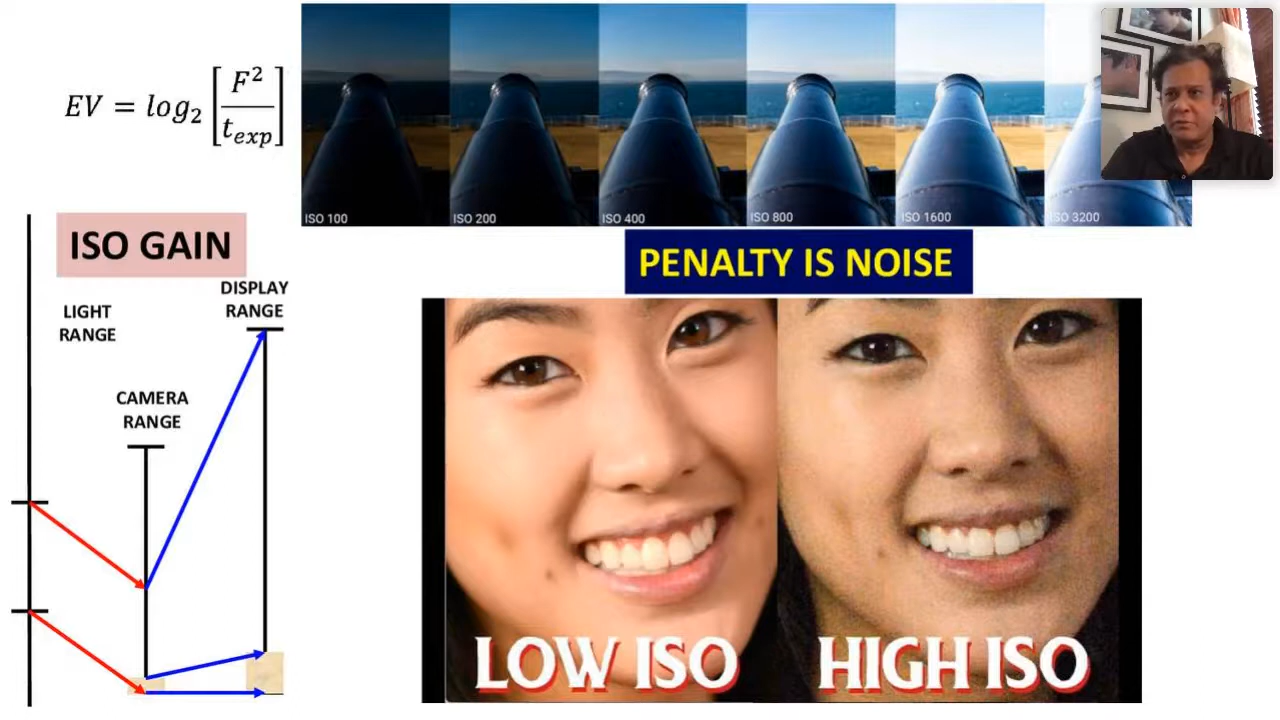 EV = log₂ [F² / t_exp]
ISO 100
ISO 200
ISO 400
ISO 800
ISO 1600
ISO 3200
ISO GAIN
PENALTY IS NOISE
LIGHT
RANGE
DISPLAY
RANGE
CAMERA
RANGE
LOW ISO
HIGH ISO